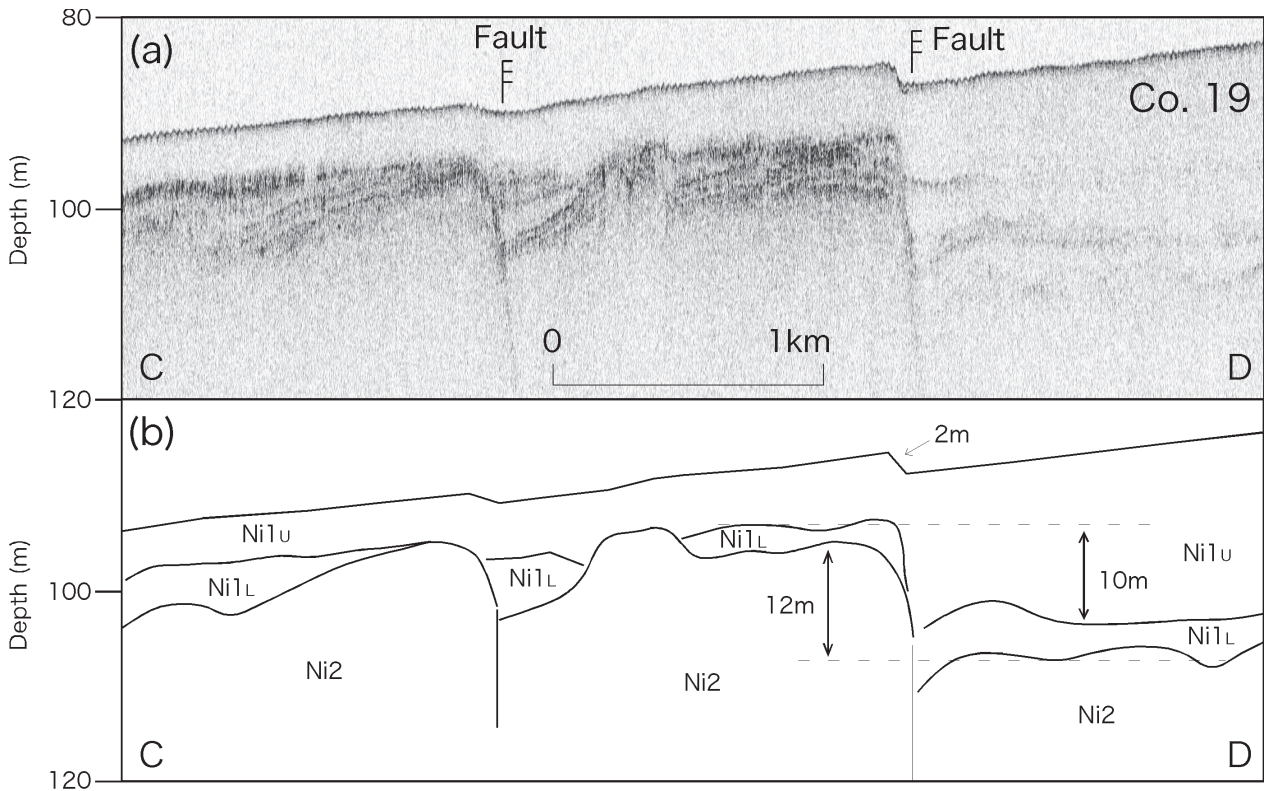 80
(a)
Fault
Fault
Co. 19
Depth (m)
100
0
1km
C
D
120
(b)
2m
Ni1U
Ni1L
Ni1U
Ni1L
Ni1L
10m
Depth (m)
100
12m
Ni1L
Ni2
Ni2
Ni2
C
D
120